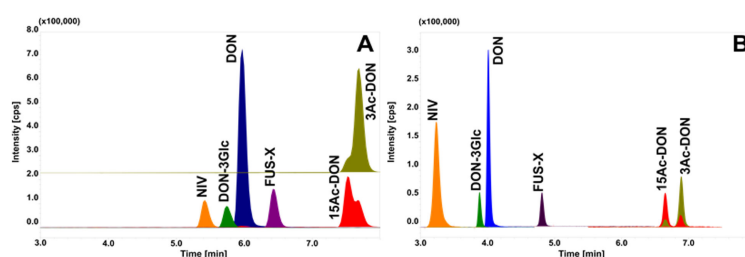 (x100,000)
8.0
7.0
6.0
5.0
4.0
3.0
2.0
1.0
0.0
Intensity [cps]
NIV
DON-3Glc
DON
FUS-X
15Ac-DON
3Ac-DON
A
3.0 4.0 5.0 6.0 7.0
Time [min]
(x100,000)
3.0
2.5
2.0
1.5
1.0
0.5
0.0
Intensity [cps]
NIV
DON-3Glc
DON
FUS-X
15Ac-DON
3Ac-DON
B
3.0 4.0 5.0 6.0 7.0
Time [min]